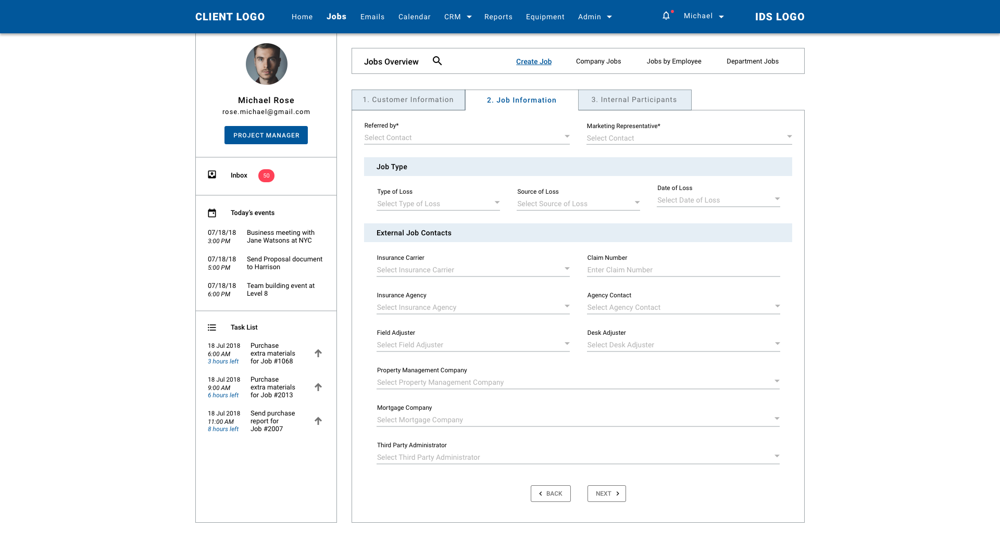 CLIENT LOGO
Home
Jobs
Emails
Calendar
CRM
Reports
Equipment
Admin
Michael
IDS LOGO
Michael Rose
rose.michael@gmail.com
PROJECT MANAGER
Inbox
50
Today's events
07/18/18
3:00 PM
Business meeting with
Jane Watsons at NYC
07/18/18
5:00 PM
Send Proposal document
to Harrison
07/18/18
6:00 PM
Team building event at
Level 8
Task List
18 Jul 2018
6:00 AM
3 hours left
Purchase
extra materials
for Job #1068
18 Jul 2018
9:00 AM
6 hours left
Purchase
extra materials
for Job #2013
18 Jul 2018
11:00 AM
8 hours left
Send purchase
report for
Job #2007
Jobs Overview
Create Job
Company Jobs
Jobs by Employee
Department Jobs
1. Customer Information
2. Job Information
3. Internal Participants
Referred by*
Select Contact
Marketing Representative*
Select Contact
Job Type
Type of Loss
Select Type of Loss
Source of Loss
Select Source of Loss
Date of Loss
Select Date of Loss
External Job Contacts
Insurance Carrier
Select Insurance Carrier
Claim Number
Enter Claim Number
Insurance Agency
Select Insurance Agency
Agency Contact
Select Agency Contact
Field Adjuster
Select Field Adjuster
Desk Adjuster
Select Desk Adjuster
Property Management Company
Select Property Management Company
Mortgage Company
Select Mortgage Company
Third Party Administrator
Select Third Party Administrator
BACK
NEXT